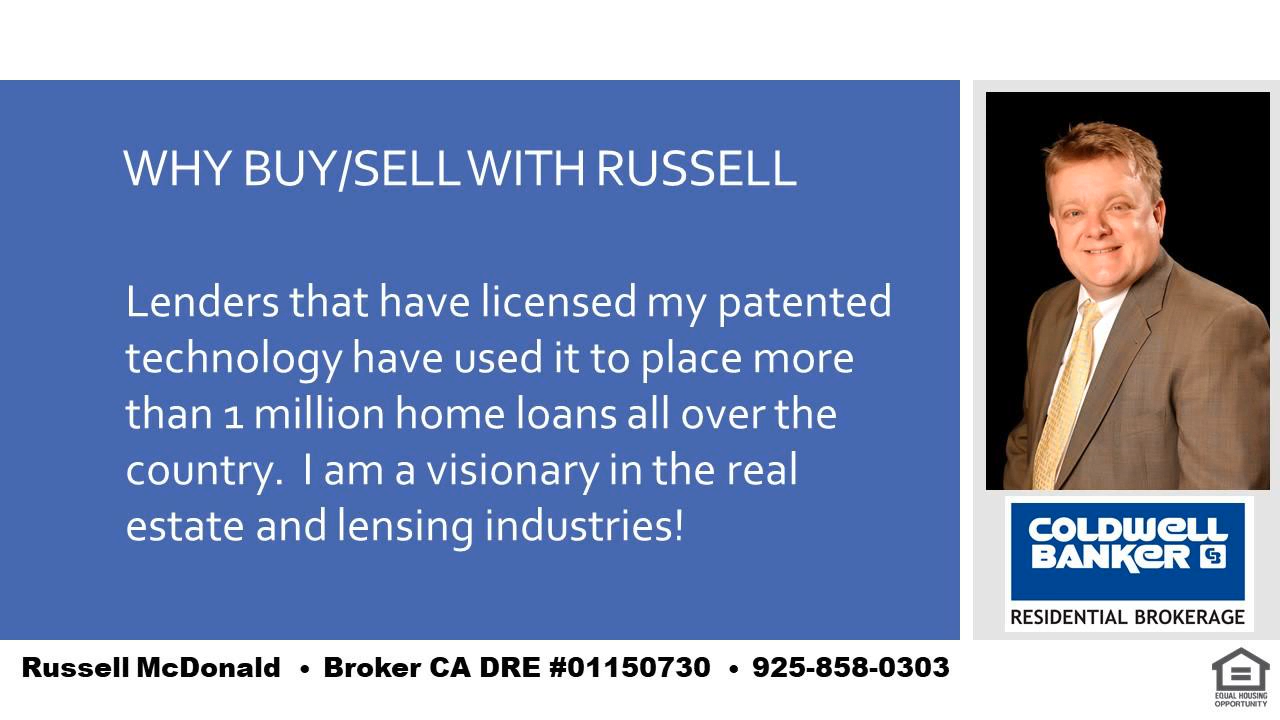 WHY BUY/SELL WITH RUSSELL
Lenders that have licensed my patented
technology have used it to place more
than 1 million home loans all over the
country.  I am a visionary in the real
estate and lensing industries!
COLDWELL
BANKER CB
RESIDENTIAL BROKERAGE
Russell McDonald • Broker CA DRE #01150730 • 925-858-0303
EQUAL HOUSING
OPPORTUNITY